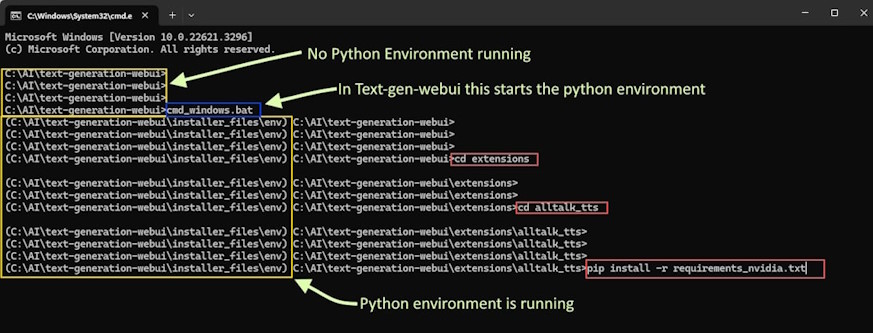 C:\Windows\System32\cmd.e
Microsoft Windows [Version 10.0.22621.3296]
(c) Microsoft Corporation. All rights reserved.
No Python Environment running
C:\AI\text-generation-webui>
C:\AI\text-generation-webui>
C:\AI\text-generation-webui>
In Text-gen-webui this starts the python environment
C:\AI\text-generation-webui>cmd_windows.bat
(C:\AI\text-generation-webui\installer_files\env) C:\AI\text-generation-webui>
(C:\AI\text-generation-webui\installer_files\env) C:\AI\text-generation-webui>
(C:\AI\text-generation-webui\installer_files\env) C:\AI\text-generation-webui>
(C:\AI\text-generation-webui\installer_files\env) C:\AI\text-generation-webui>cd extensions
(C:\AI\text-generation-webui\installer_files\env) C:\AI\text-generation-webui\extensions>
(C:\AI\text-generation-webui\installer_files\env) C:\AI\text-generation-webui\extensions>
(C:\AI\text-generation-webui\installer_files\env) C:\AI\text-generation-webui\extensions>cd alltalk_tts
(C:\AI\text-generation-webui\installer_files\env) C:\AI\text-generation-webui\extensions\alltalk_tts>
(C:\AI\text-generation-webui\installer_files\env) C:\AI\text-generation-webui\extensions\alltalk_tts>
(C:\AI\text-generation-webui\installer_files\env) C:\AI\text-generation-webui\extensions\alltalk_tts>
(C:\AI\text-generation-webui\installer_files\env) C:\AI\text-generation-webui\extensions\alltalk_tts>pip install -r requirements_nvidia.txt
Python environment is running